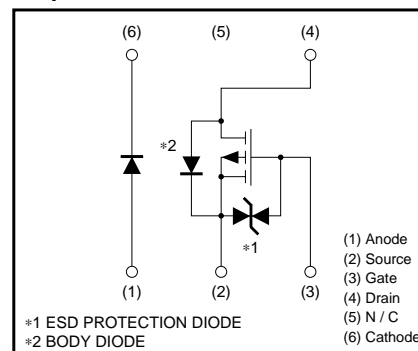 (6) (5) (4)
∗2
∗1
(1) (2) (3)
(1) Anode
(2) Source
(3) Gate
(4) Drain
(5) N / C
(6) Cathode
∗1 ESD PROTECTION DIODE
∗2 BODY DIODE